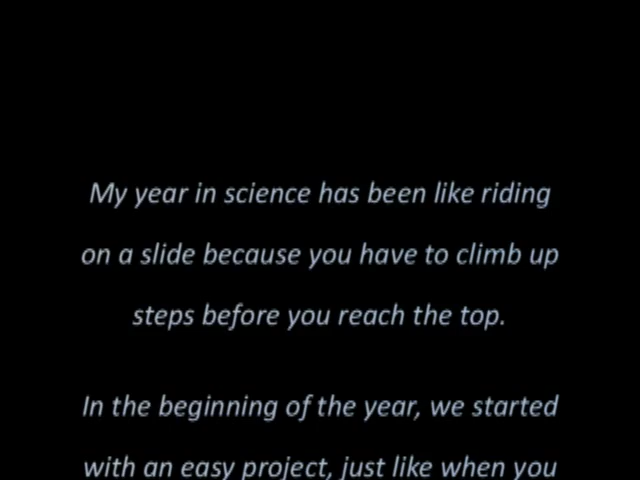 My year in science has been like riding
on a slide because you have to climb up
steps before you reach the top.
In the beginning of the year, we started
with an easy project, just like when you